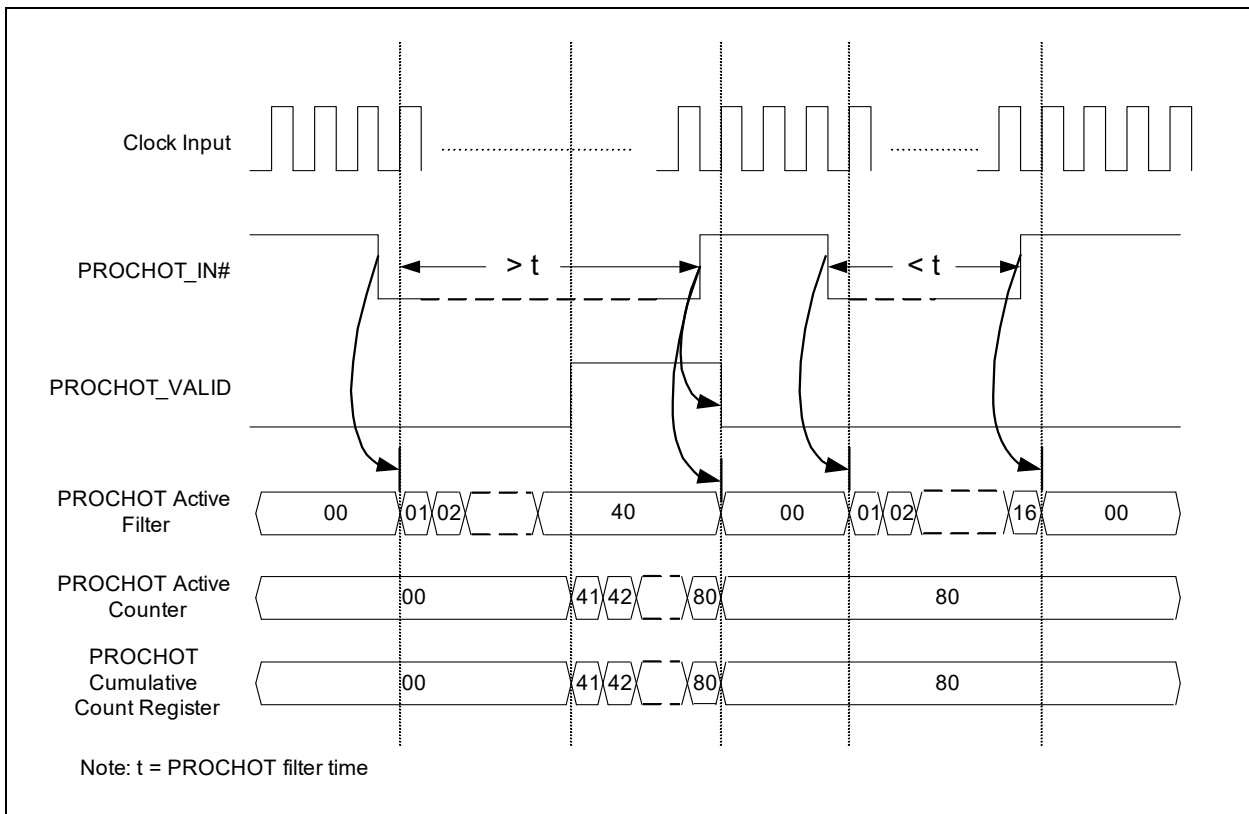 Clock Input
PROCHOT_IN#
> t
< t
PROCHOT_VALID
PROCHOT Active
Filter
00
01
02
40
00
01
02
16
00
PROCHOT Active
Counter
00
41
42
80
80
PROCHOT
Cumulative
Count Register
00
41
42
80
80
Note: t = PROCHOT filter time